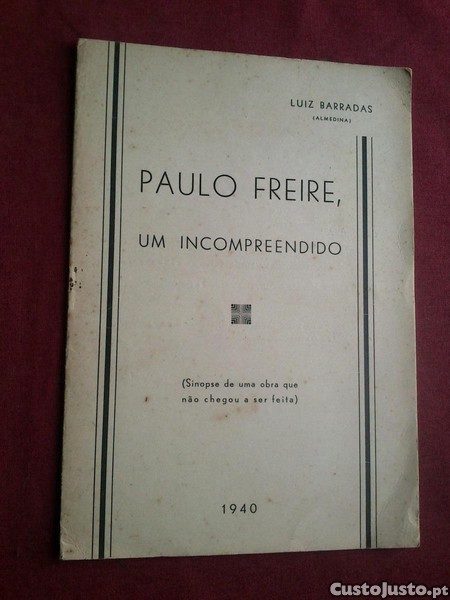 LUIZ BARRADAS
(ALMEDINA)
PAULO FREIRE,
UM INCOMPREENDIDO
(Sinopse de uma obra que
não chegou a ser feita)
1940
CustoJusto.pt